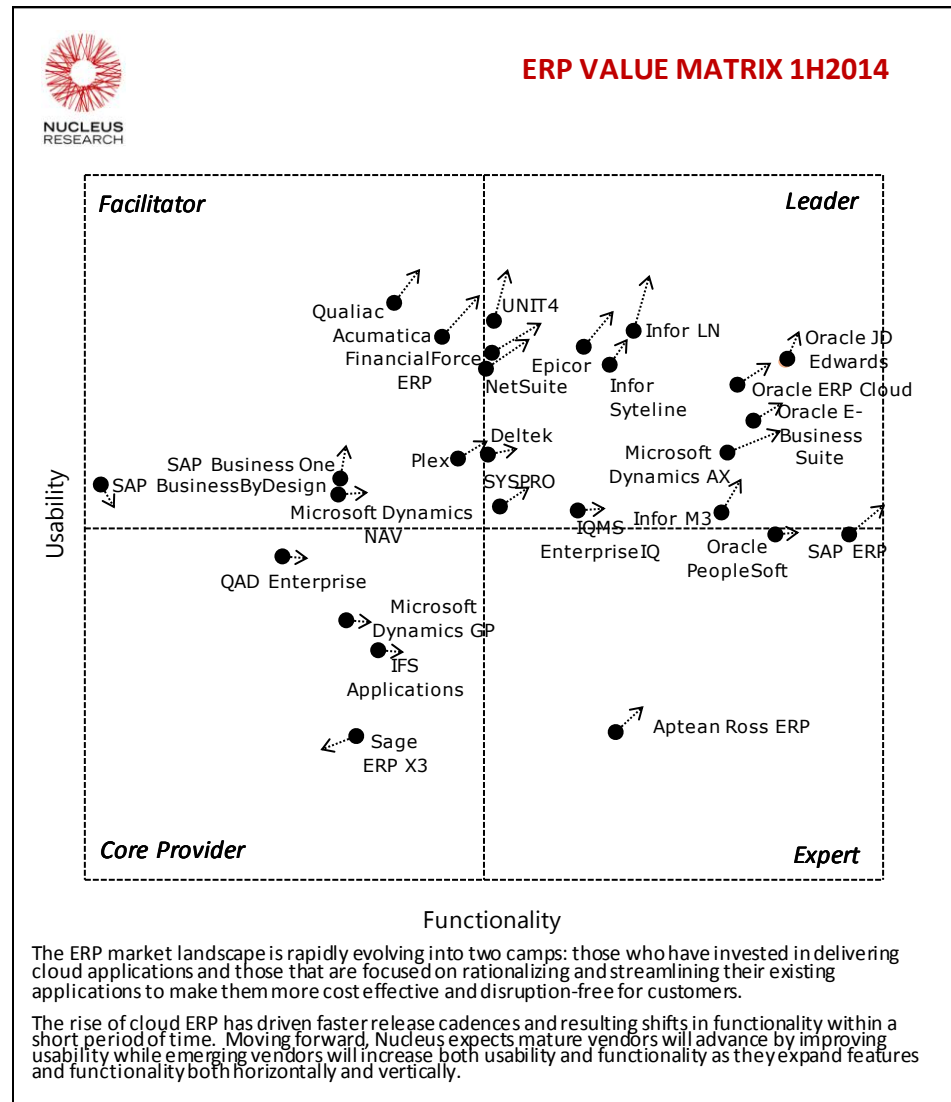 NUCLEUS
RESEARCH
ERP VALUE MATRIX 1H2014
Facilitator
Leader
Qualiac
UNIT4
Acumatica
FinancialForce
ERP
NetSuite
Epicor
Infor LN
Infor
Syteline
Oracle JD
Edwards
Oracle ERP Cloud
Oracle E-
Business
Suite
Deltek
Plex
Microsoft
Dynamics AX
SAP Business One
SAP BusinessByDesign
SYSPRO
Microsoft Dynamics
NAV
IQMS
EnterpriseIQ
Infor M3
Oracle
PeopleSoft
SAP ERP
Usability
QAD Enterprise
Microsoft
Dynamics GP
IFS
Applications
Sage
ERP X3
Aptean Ross ERP
Core Provider
Expert
Functionality
The ERP market landscape is rapidly evolving into two camps: those who have invested in delivering
cloud applications and those that are focused on rationalizing and streamlining their existing
applications to make them more cost effective and disruption-free for customers.
The rise of cloud ERP has driven faster release cadences and resulting shifts in functionality within a
short period of time. Moving forward, Nucleus expects mature vendors will advance by improving
usability while emerging vendors will increase both usability and functionality as they expand features
and functionality both horizontally and vertically.